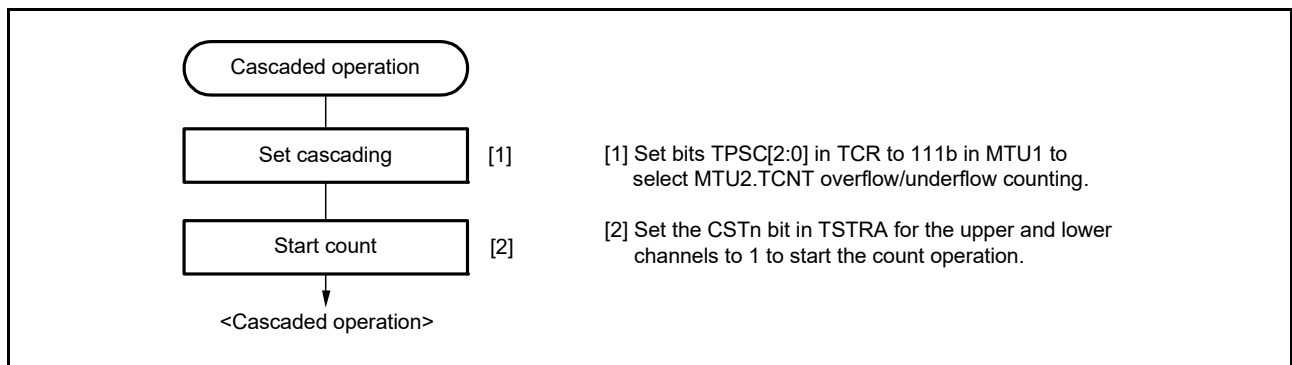 Cascaded operation
Set cascading [1]
[1] Set bits TPSC[2:0] in TCR to 111b in MTU1 to
select MTU2.TCNT overflow/underflow counting.
Start count [2]
[2] Set the CSTn bit in TSTRA for the upper and lower
channels to 1 to start the count operation.
<Cascaded operation>